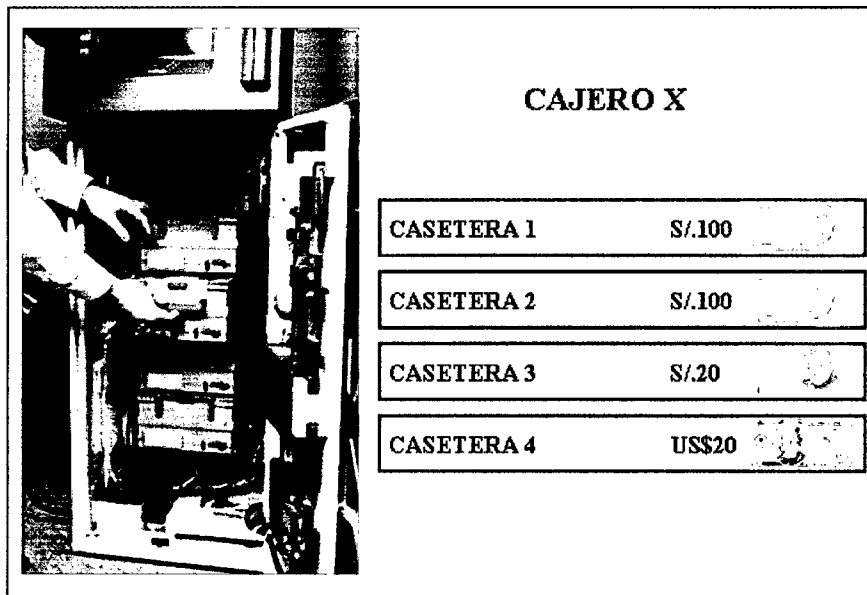 CAJERO X
CASETERA 1 S/.100
CASETERA 2 S/.100
CASETERA 3 S/.20
CASETERA 4 US$20